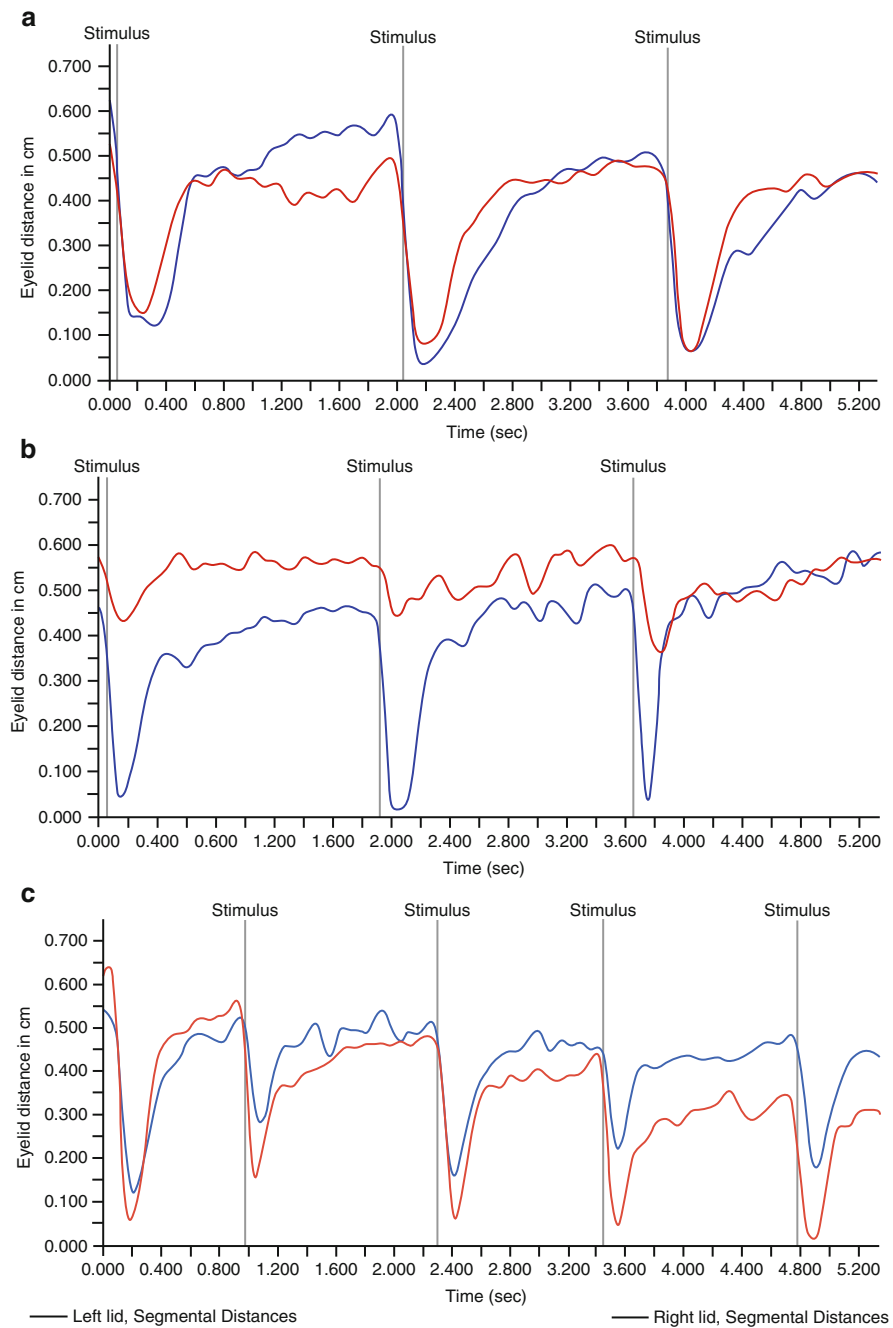 a
Stimulus Stimulus Stimulus
Eyelid distance in cm
0.700
0.600
0.500
0.400
0.300
0.200
0.100
0.000
0.000 0.400 1.200 2.000 2.800 3.200 3.600 4.000 4.400 5.200
Time (sec)
b
Stimulus Stimulus Stimulus
Eyelid distance in cm
0.700
0.600
0.500
0.400
0.300
0.200
0.100
0.000
0.000 0.400 0.800 1.200 1.600 2.000 2.400 2.800 3.200 3.600 4.000 4.400 4.800 5.200
Time (sec)
c
Stimulus Stimulus Stimulus Stimulus
Eyelid distance in cm
0.700
0.600
0.500
0.400
0.300
0.200
0.100
0.000
0.000 0.400 0.800 1.200 1.600 2.000 2.400 2.800 3.200 3.600 4.000 4.400 4.800 5.200
Time (sec)
Left lid, Segmental Distances Right lid, Segmental Distances